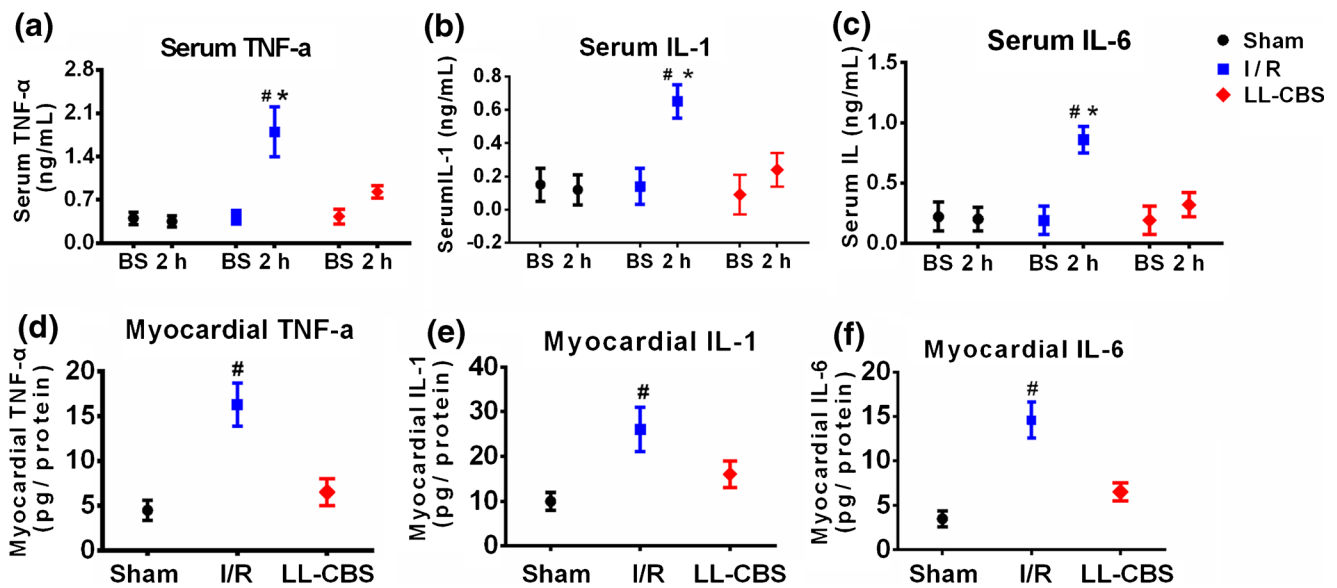 (a)
Serum TNF-a
Serum TNF-α
(ng/mL)
2.8
2.1
1.4
0.7
0.0
# *
BS 2 h BS 2 h BS 2 h
(b)
Serum IL-1
SerumIL-1 (ng/mL)
0.8
0.6
0.4
0.2
0.0
-0.2
# *
BS 2 h BS 2 h BS 2 h
(c)
Serum IL-6
Serum IL (ng/mL)
1.5
1.0
0.5
0.0
# *
BS 2 h BS 2 h BS 2 h
Sham
I/R
LL-CBS
(d)
Myocardial TNF-a
Myocardial TNF-α
(pg/ protein)
20
15
10
5
0
#
Sham I/R LL-CBS
(e)
Myocardial IL-1
Myocardial IL-1
(pg/ protein)
40
30
20
10
0
#
Sham I/R LL-CBS
(f)
Myocardial IL-6
Myocardial IL-6
(pg/ protein)
20
15
10
5
0
#
Sham I/R LL-CBS